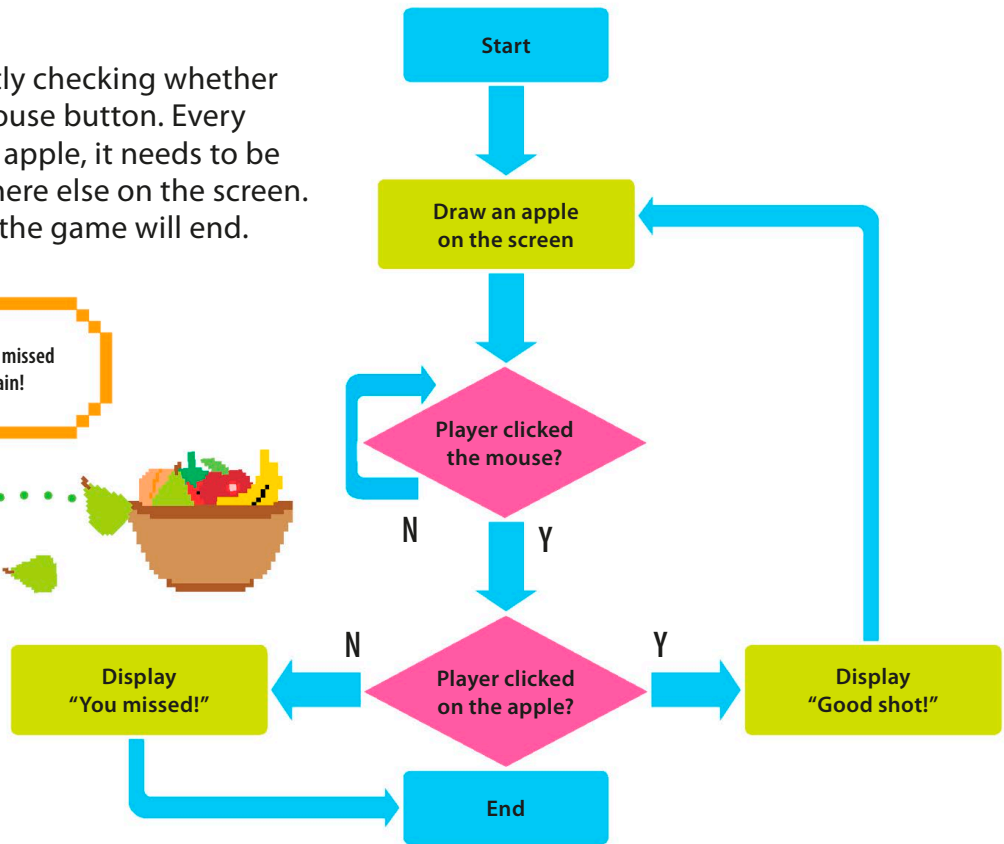 tly checking whether
ouse button. Every
apple, it needs to be
here else on the screen.
the game will end.
missed
ain!
Start
Draw an apple
on the screen
Player clicked
the mouse?
N
Y
Player clicked
on the apple?
N
Y
Display
“You missed!”
Display
“Good shot!”
End